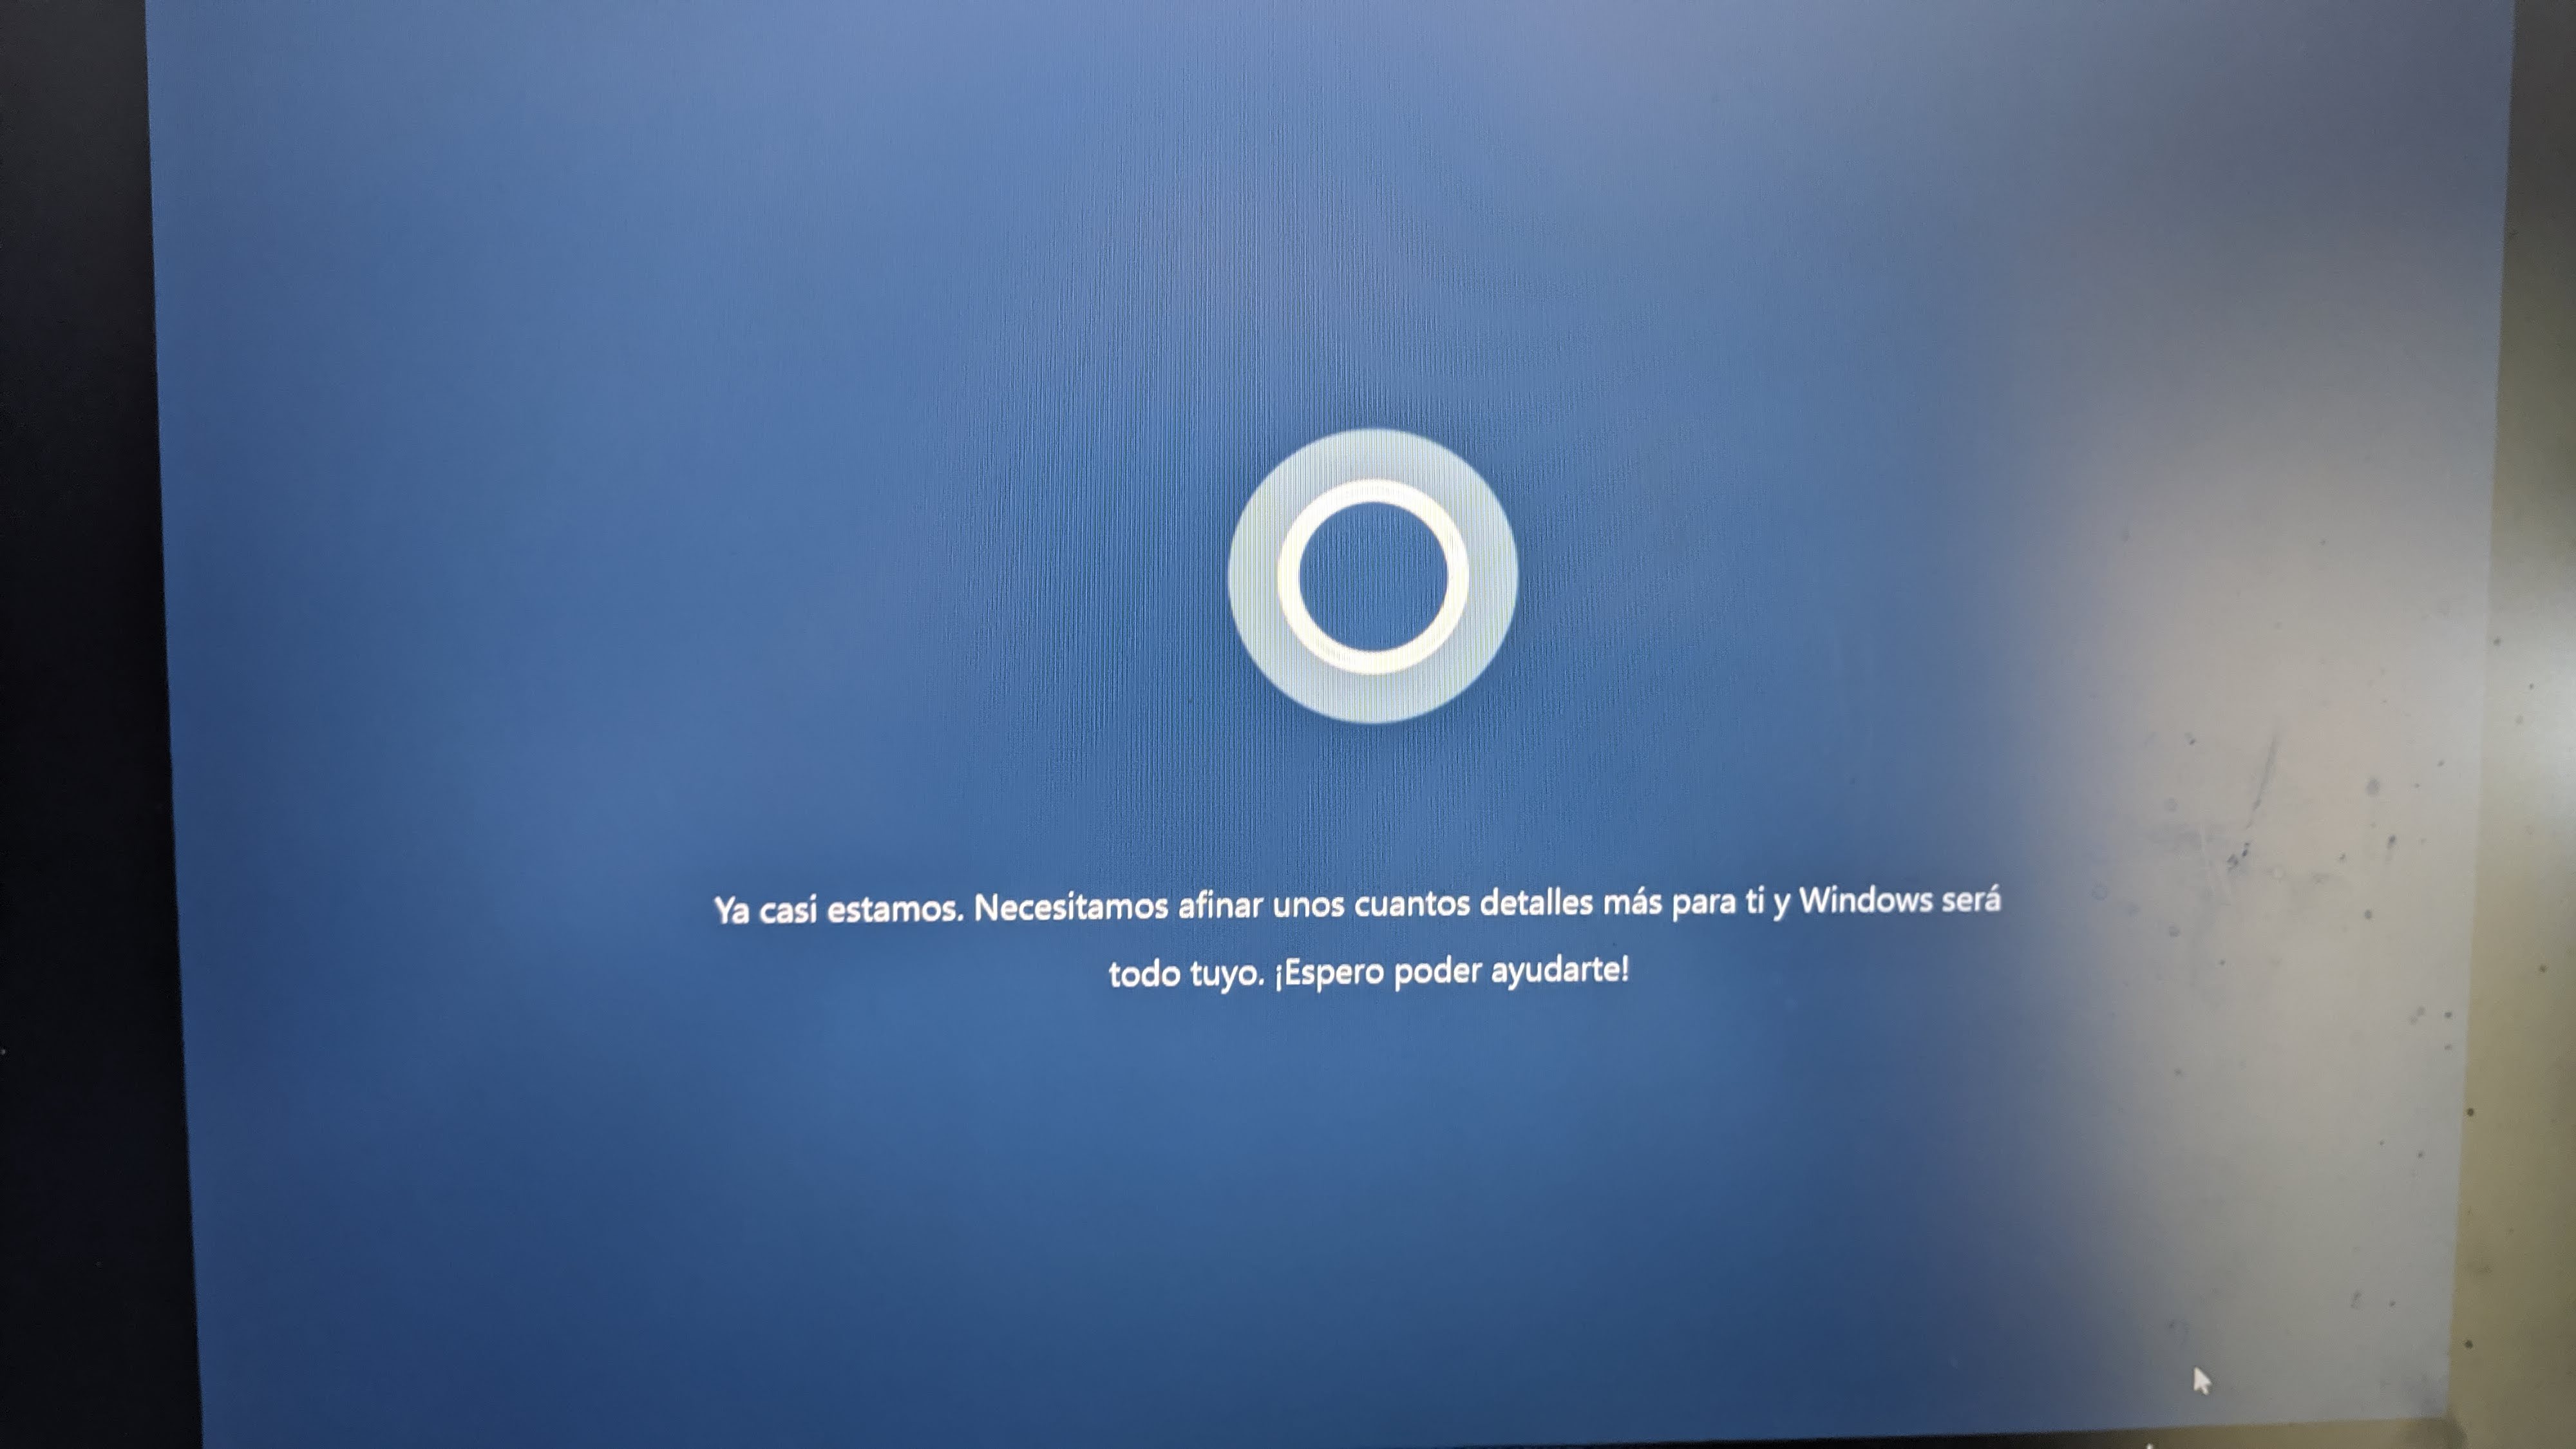 Ya casi estamos. Necesitamos afinar unos cuantos detalles más para ti y Windows será
todo tuyo. ¡Espero poder ayudarte!